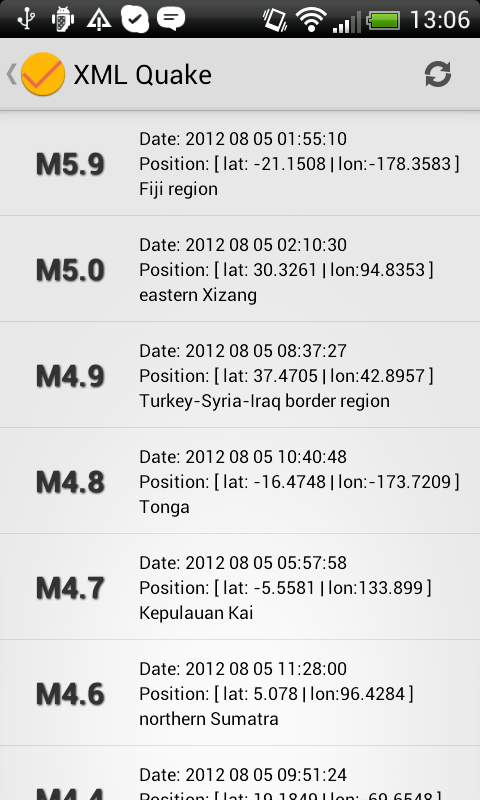 13:06
XML Quake
M5.9
Date: 2012 08 05 01:55:10
Position: [ lat: -21.1508 | lon:-178.3583 ]
Fiji region
M5.0
Date: 2012 08 05 02:10:30
Position: [ lat: 30.3261 | lon:94.8353 ]
eastern Xizang
M4.9
Date: 2012 08 05 08:37:27
Position: [ lat: 37.4705 | lon:42.8957 ]
Turkey-Syria-Iraq border region
M4.8
Date: 2012 08 05 10:40:48
Position: [ lat: -16.4748 | lon:-173.7209 ]
Tonga
M4.7
Date: 2012 08 05 05:57:58
Position: [ lat: -5.5581 | lon:133.899 ]
Kepulauan Kai
M4.6
Date: 2012 08 05 11:28:00
Position: [ lat: 5.078 | lon:96.4284 ]
northern Sumatra
M4.4
Date: 2012 08 05 09:51:24
Position: [ lat: 19.1849 | lon:-69.6548 ]